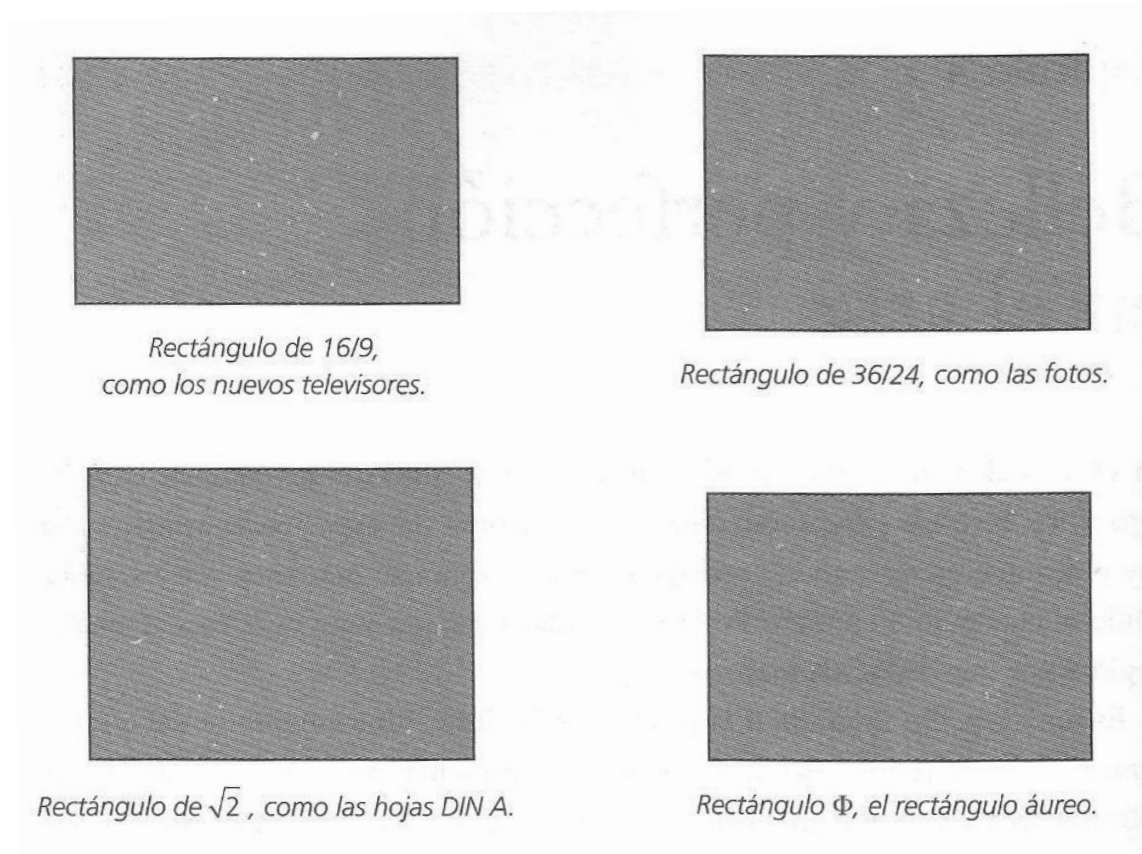 Rectángulo de 16/9,
como los nuevos televisores.
Rectángulo de 36/24, como las fotos.
Rectángulo de √2 , como las hojas DIN A.
Rectángulo Φ, el rectángulo áureo.